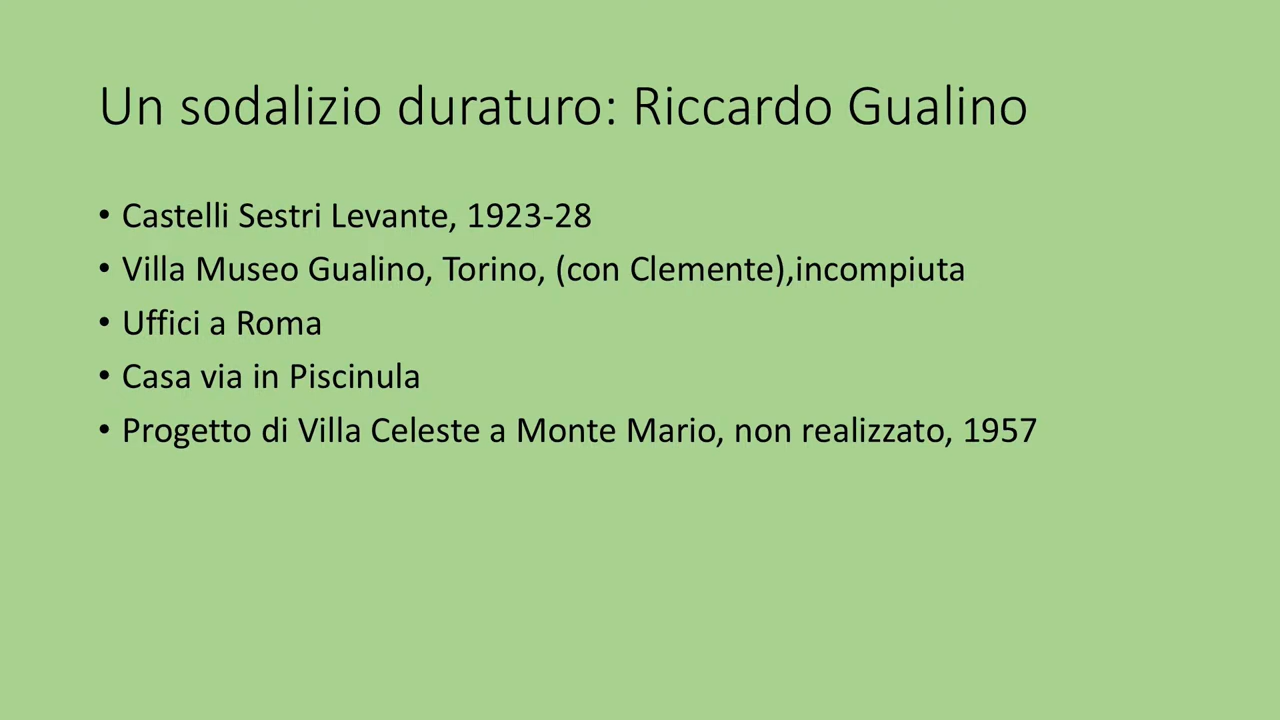 Un sodalizio duraturo: Riccardo Gualino
• Castelli Sestri Levante, 1923-28
• Villa Museo Gualino, Torino, (con Clemente),incompiuta
• Uffici a Roma
• Casa via in Piscinula
• Progetto di Villa Celeste a Monte Mario, non realizzato, 1957